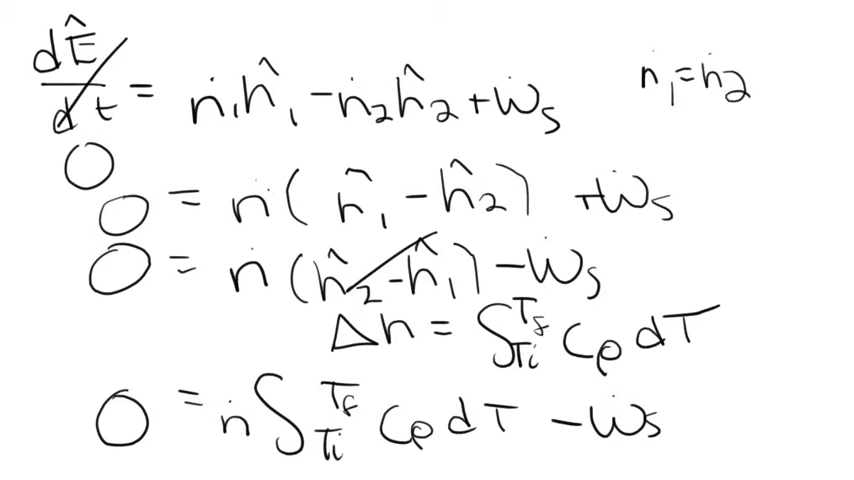 dÊ/dt = ṅ₁ĥ₁ - ṅ₂ĥ₂ + ẇs ṅ₁ = ṅ₂
0
0 = ṅ(ĥ₁ - ĥ₂) + ẇs
0 = ṅ(ĥ₂ - ĥ₁) - ẇs
Δh = ∫Ti^Tf Cp dT
0 = ṅ ∫Ti^Tf Cp dT - ẇs